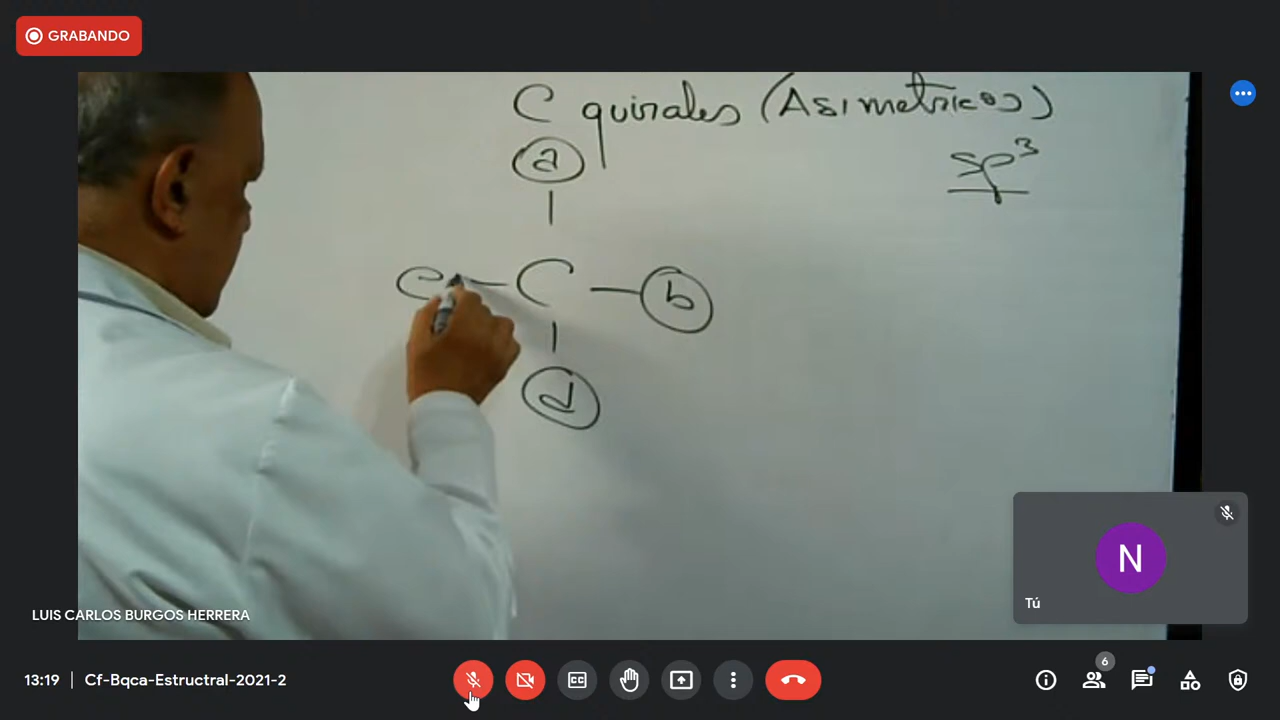 GRABANDO
C quirales (Asimetricos)
sp³
a
c - C - b
d
N
Tú
LUIS CARLOS BURGOS HERRERA
13:19 | Cf-Bqca-Estructral-2021-2
6